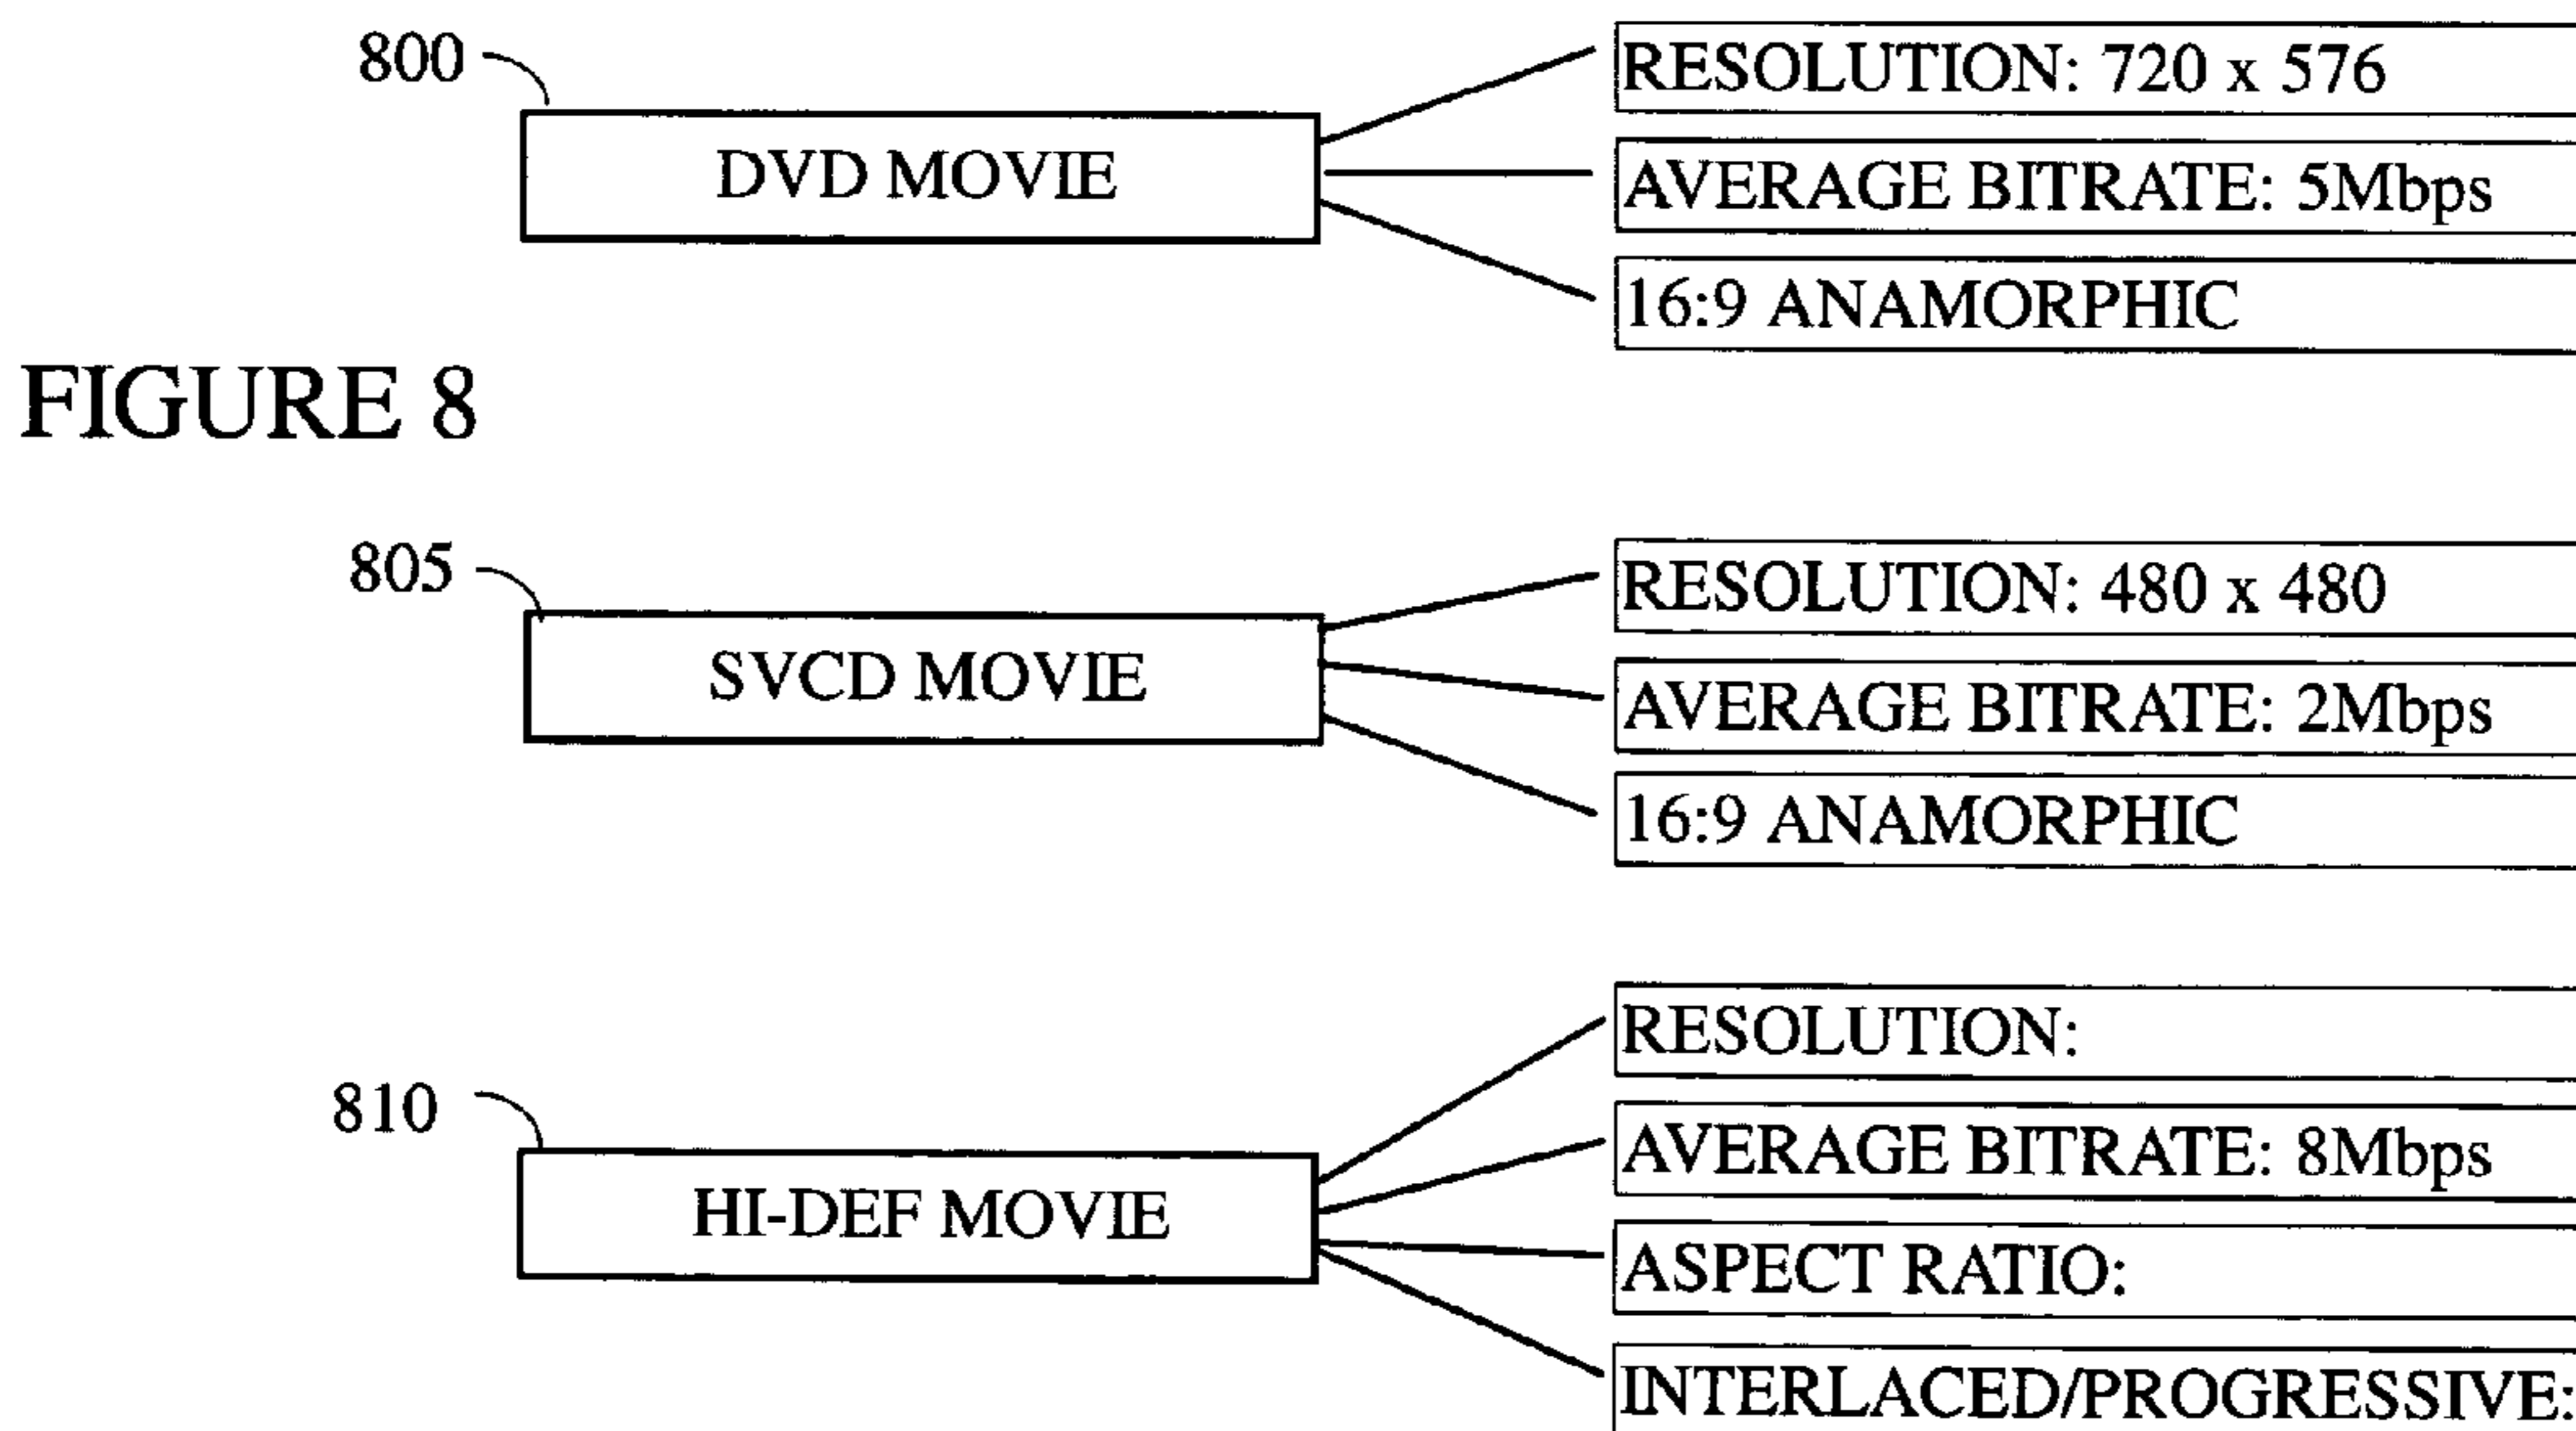 800
DVD MOVIE
RESOLUTION: 720 x 576
AVERAGE BITRATE: 5Mbps
16:9 ANAMORPHIC
FIGURE 8
805
SVCD MOVIE
RESOLUTION: 480 x 480
AVERAGE BITRATE: 2Mbps
16:9 ANAMORPHIC
810
HI-DEF MOVIE
RESOLUTION:
AVERAGE BITRATE: 8Mbps
ASPECT RATIO:
INTERLACED/PROGRESSIVE: